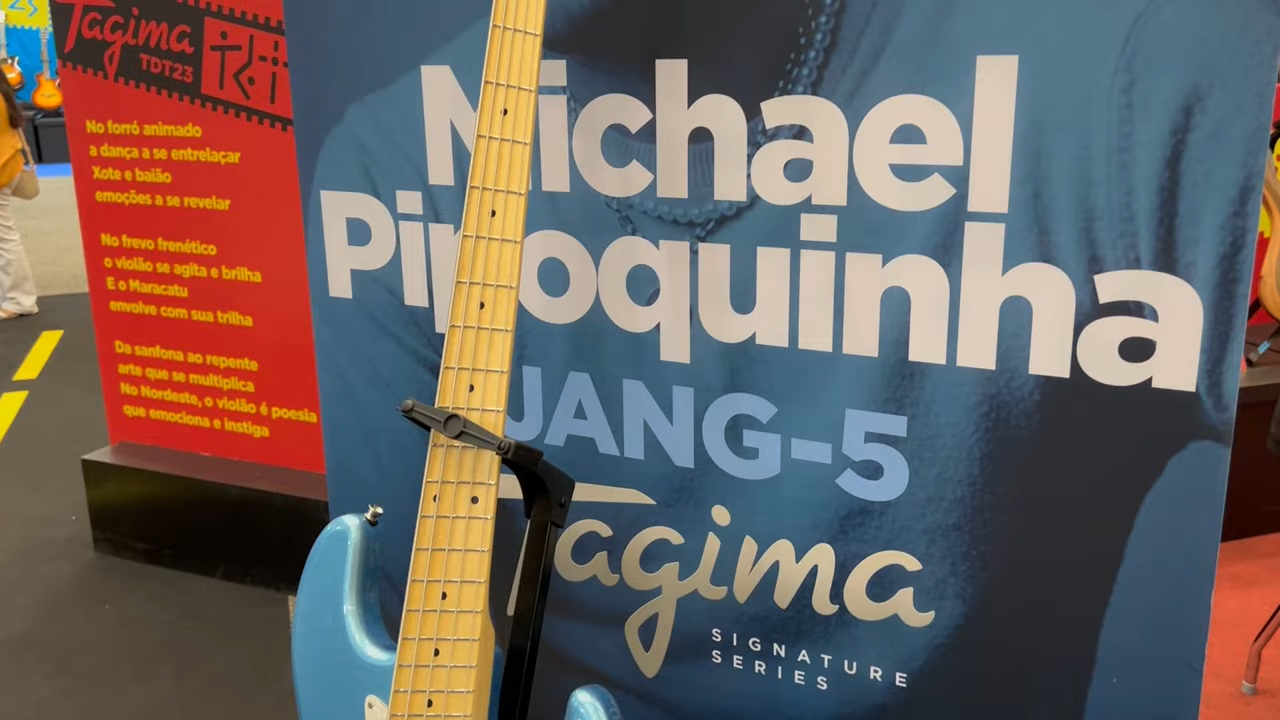 Tagima
TDT23
No forró animado
a dança a se entrelaçar
Xote e baião
emoções a se revelar
No frevo frenético
o violão se agita e brilha
E o Maracatu
envolve com sua trilha
Da sanfona ao repente
arte que se multiplica
No Nordeste, o violão é poesia
que emociona e instiga
Michael
Pipoquinha
JANG-5
Tagima
SIGNATURE
SERIES